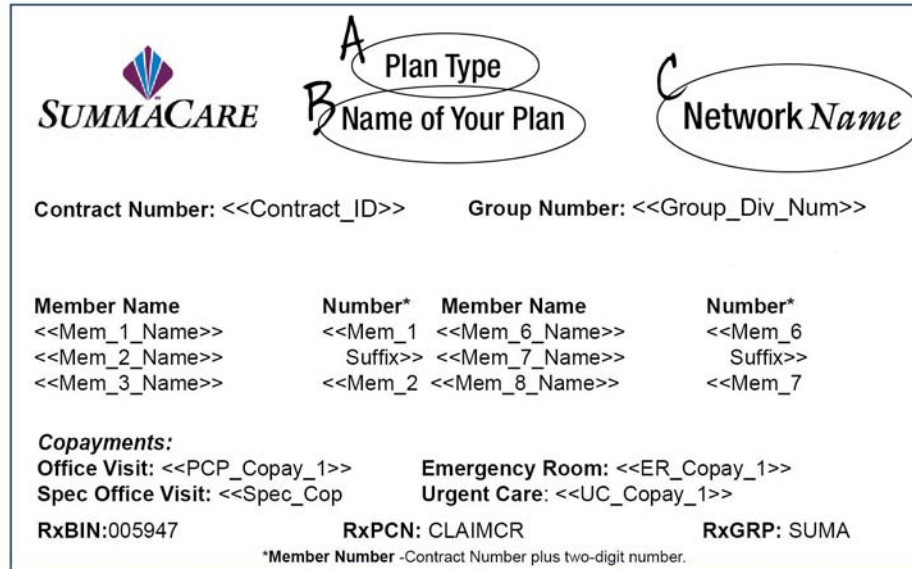 A
Plan Type
SUMMACARE
B
Name of Your Plan
C
Network Name
Contract Number: <<Contract_ID>> Group Number: <<Group_Div_Num>>
Member Name Number* Member Name Number*
<<Mem_1_Name>> <<Mem_1 <<Mem_6_Name>> <<Mem_6
<<Mem_2_Name>> Suffix>> <<Mem_7_Name>> Suffix>>
<<Mem_3_Name>> <<Mem_2 <<Mem_8_Name>> <<Mem_7
Copayments:
Office Visit: <<PCP_Copay_1>> Emergency Room: <<ER_Copay_1>>
Spec Office Visit: <<Spec_Cop Urgent Care: <<UC_Copay_1>>
RxBIN:005947 RxPCN: CLAIMCR RxGRP: SUMA
*Member Number -Contract Number plus two-digit number.